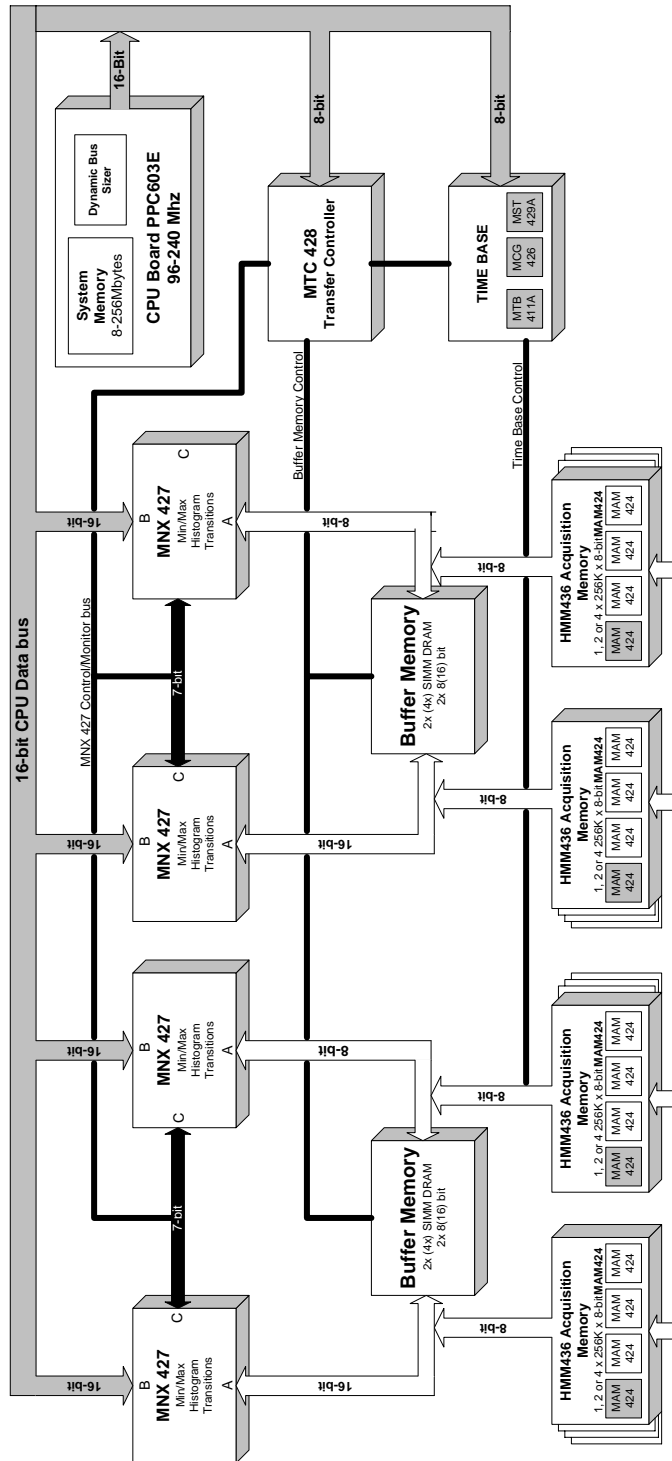 16-bit CPU Data bus
16-Bit
System
Memory
8-256Mbytes
Dynamic Bus
Sizer
CPU Board PPC603E
96-240 Mhz
8-bit
8-bit
MTC 428
Transfer Controller
TIME BASE
MTB
411A
MCG
426
MST
429A
MNX 427 Control/Monitor bus
Buffer Memory Control
Time Base Control
16-bit
B
MNX 427
Min/Max
Histogram
Transitions
C
A
16-bit
7-bit
16-bit
B
MNX 427
Min/Max
Histogram
Transitions
C
A
8-bit
16-bit
B
MNX 427
Min/Max
Histogram
Transitions
C
A
16-bit
7-bit
16-bit
B
MNX 427
Min/Max
Histogram
Transitions
C
A
8-bit
Buffer Memory
2x (4x) SIMM DRAM
2x 8(16) bit
Buffer Memory
2x (4x) SIMM DRAM
2x 8(16) bit
8-bit
HMM436 Acquisition
Memory
1, 2 or 4 x 256K x 8-bit MAM424
MAM
424
MAM
424
MAM
424
MAM
424
8-bit
HMM436 Acquisition
Memory
1, 2 or 4 256K x 8-bit MAM424
MAM
424
MAM
424
MAM
424
MAM
424
8-bit
HMM436 Acquisition
Memory
1, 2 or 4 256K x 8-bit MAM424
MAM
424
MAM
424
MAM
424
MAM
424
8-bit
HMM436 Acquisition
Memory
1, 2 or 4 x 256K x 8-bit MAM424
MAM
424
MAM
424
MAM
424
MAM
424